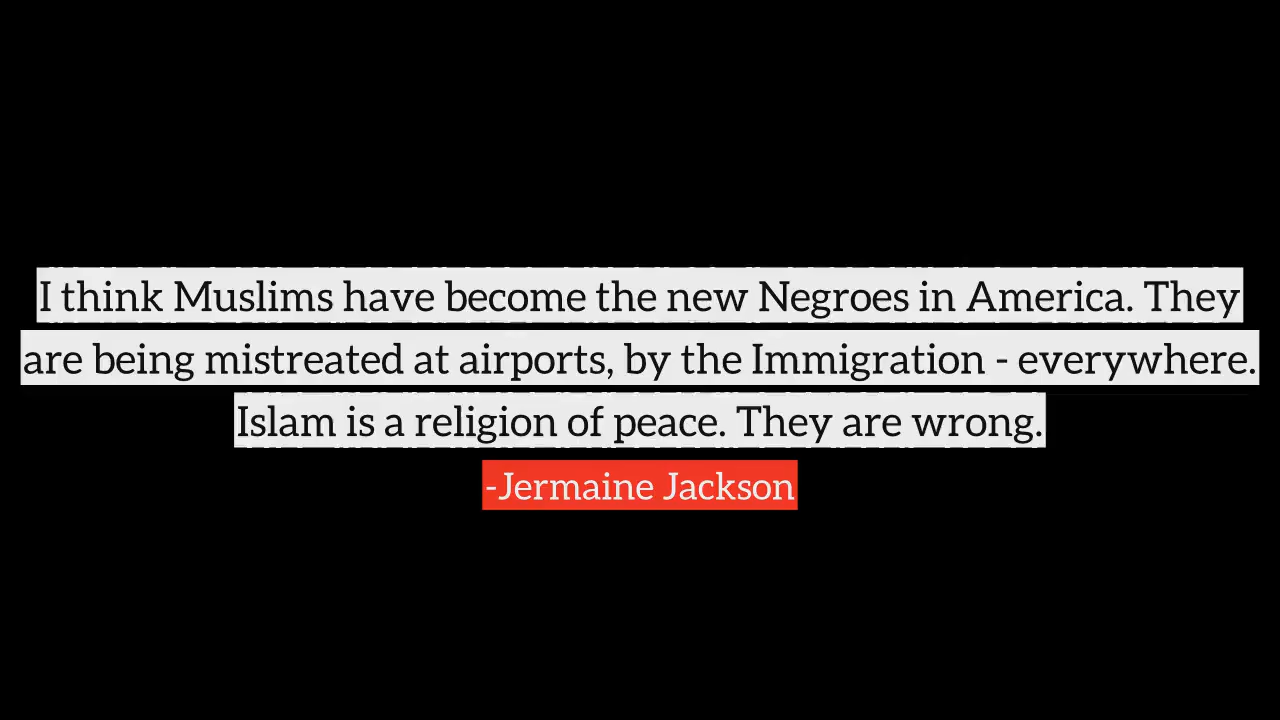 I think Muslims have become the new Negroes in America. They
are being mistreated at airports, by the Immigration - everywhere.
Islam is a religion of peace. They are wrong.
-Jermaine Jackson